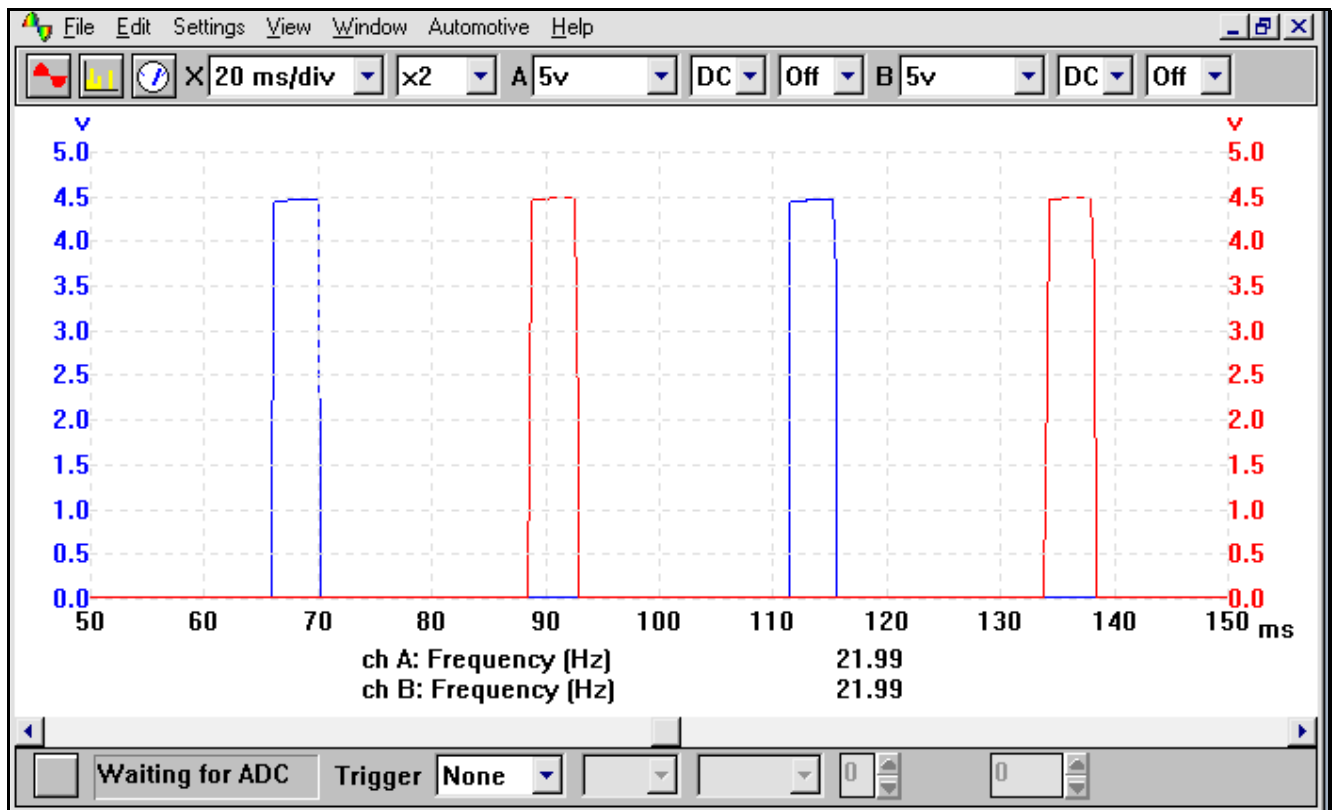 File Edit Settings View Window Automotive Help
X 20 ms/div x2 A 5v DC Off B 5v DC Off
v v
5.0 5.0
4.5 4.5
4.0 4.0
3.5 3.5
3.0 3.0
2.5 2.5
2.0 2.0
1.5 1.5
1.0 1.0
0.5 0.5
0.0 0.0
50 60 70 80 90 100 110 120 130 140 150 ms
ch A: Frequency (Hz) 21.99
ch B: Frequency (Hz) 21.99
Waiting for ADC Trigger None 0 0